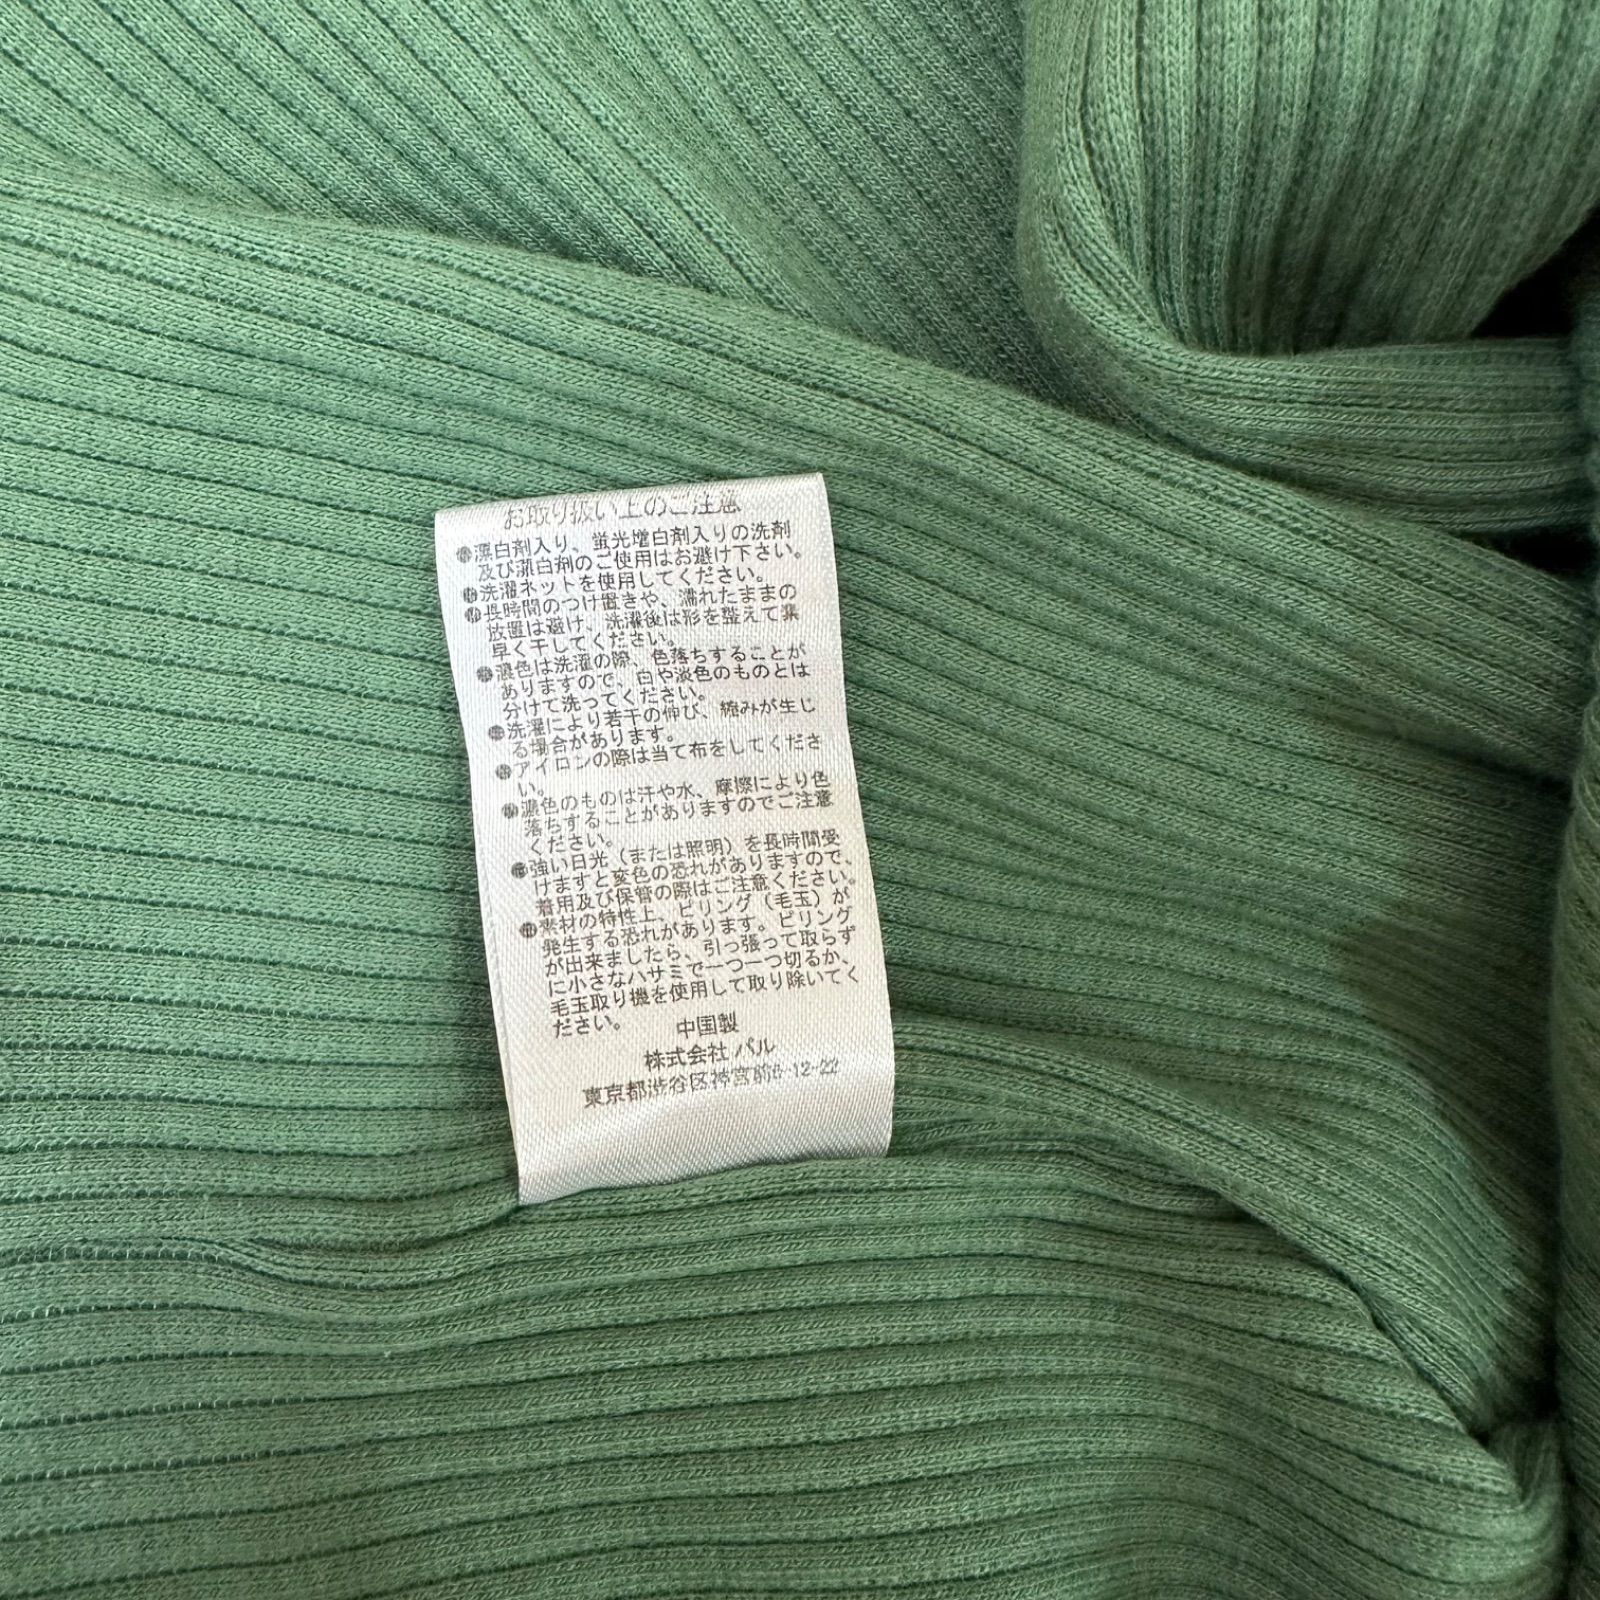 お取り扱い上のご注意
●漂白剤入り、蛍光増白剤入りの洗剤
及び漂白剤のご使用はお避け下さい。
●洗濯ネットを使用してください。
●長時間のつけ置きや、濡れたままの
放置は避け、洗濯後は形を整えて素
早く干してください。
●濃色は洗濯の際、色落ちすることが
ありますので、白や淡色のものとは
分けて洗ってください。
●洗濯により若干の伸び、縮みが生じ
る場合があります。
●アイロンの際は当て布をしてくださ
い。
●濃色のものは汗や水、摩擦により色
落ちすることがありますのでご注意
ください。
●強い日光（または照明）を長時間受
けますと変色の恐れがありますので、
着用及び保管の際はご注意ください。
●素材の特性上、ピリング（毛玉）が
発生する恐れがあります。ピリング
が出来ましたら、引っ張って取らず
に小さなハサミで一つ一つ切るか、
毛玉取り機を使用して取り除いてく
ださい。
中国製
株式会社 パル
東京都渋谷区神宮前6-12-22